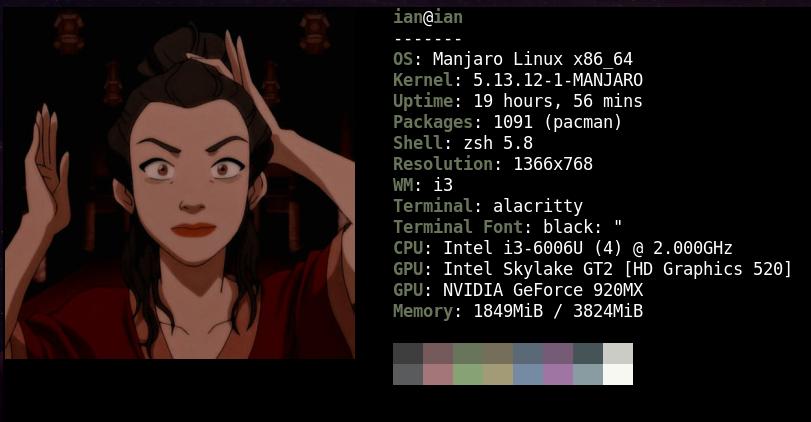 ian@ian
-------
OS: Manjaro Linux x86_64
Kernel: 5.13.12-1-MANJARO
Uptime: 19 hours, 56 mins
Packages: 1091 (pacman)
Shell: zsh 5.8
Resolution: 1366x768
WM: i3
Terminal: alacritty
Terminal Font: black: "
CPU: Intel i3-6006U (4) @ 2.000GHz
GPU: Intel Skylake GT2 [HD Graphics 520]
GPU: NVIDIA GeForce 920MX
Memory: 1849MiB / 3824MiB